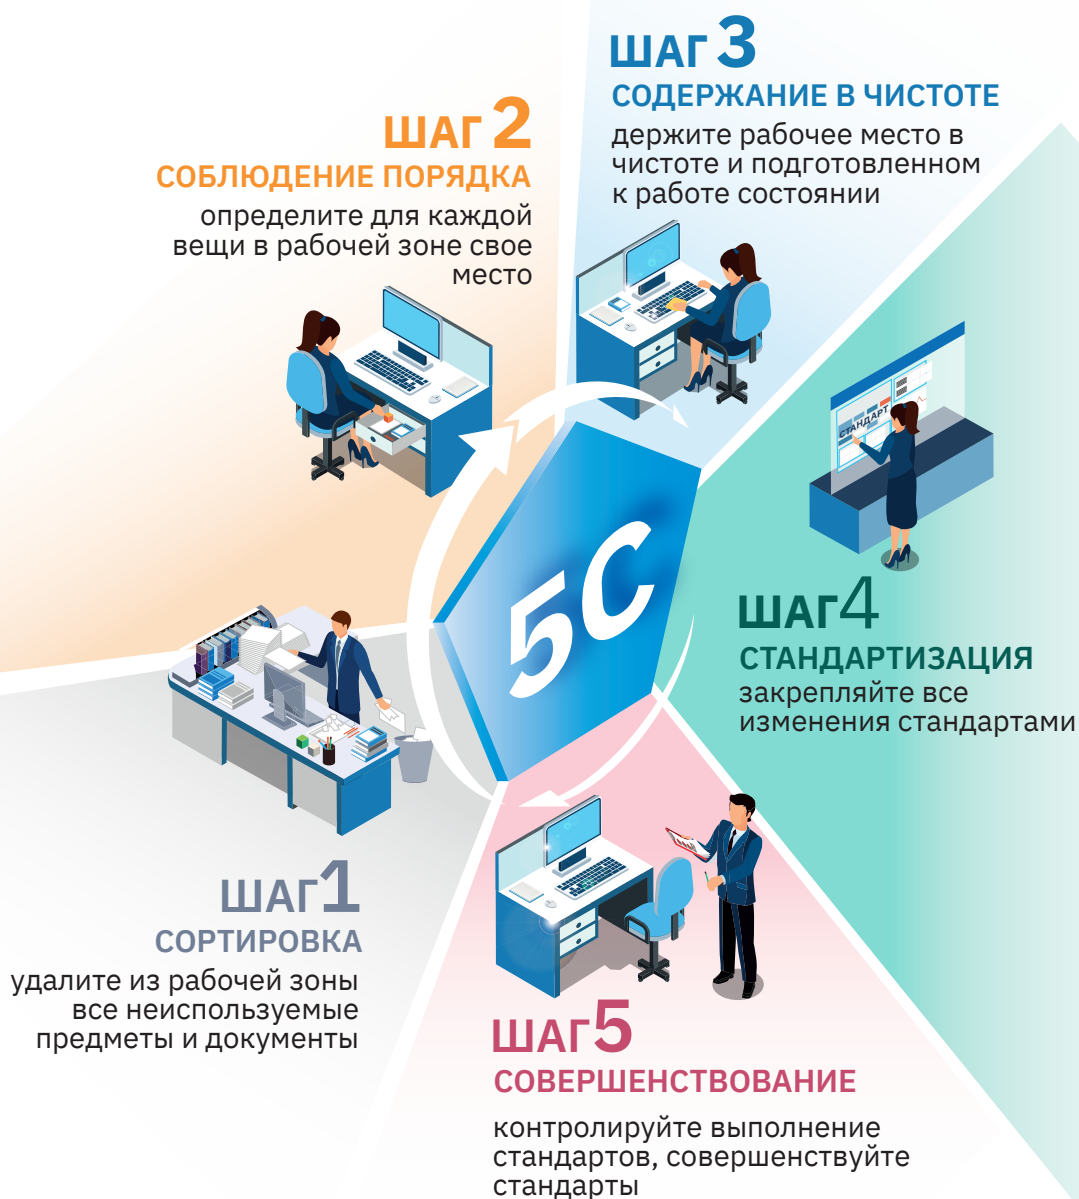 ШАГ 3
СОДЕРЖАНИЕ В ЧИСТОТЕ
держите рабочее место в
чистоте и подготовленном
к работе состоянии
ШАГ 2
СОБЛЮДЕНИЕ ПОРЯДКА
определите для каждой
вещи в рабочей зоне свое
место
СТАНДАРТ
5С
ШАГ4
СТАНДАРТИЗАЦИЯ
закрепляйте все
изменения стандартами
ШАГ1
СОРТИРОВКА
удалите из рабочей зоны
все неиспользуемые
предметы и документы
ШАГ5
СОВЕРШЕНСТВОВАНИЕ
контролируйте выполнение
стандартов, совершенствуйте
стандарты